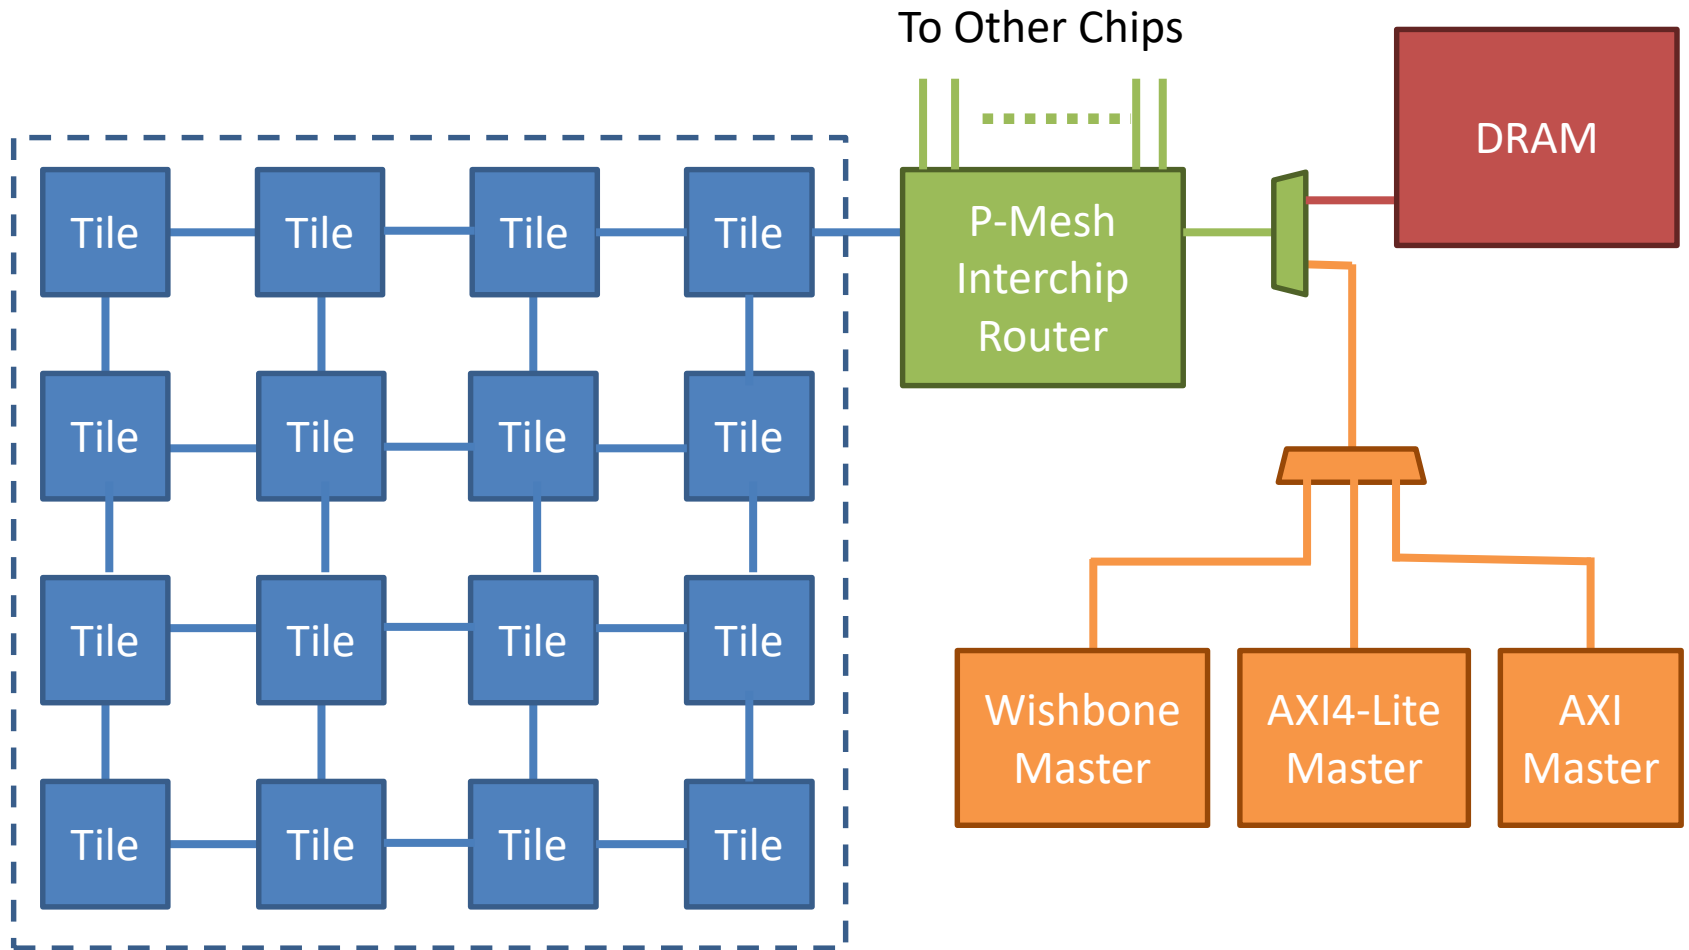 To Other Chips
DRAM
Tile Tile Tile Tile
P-Mesh
Interchip
Router
Tile Tile Tile Tile
Tile Tile Tile Tile
Wishbone
Master
AXI4-Lite
Master
AXI
Master
Tile Tile Tile Tile